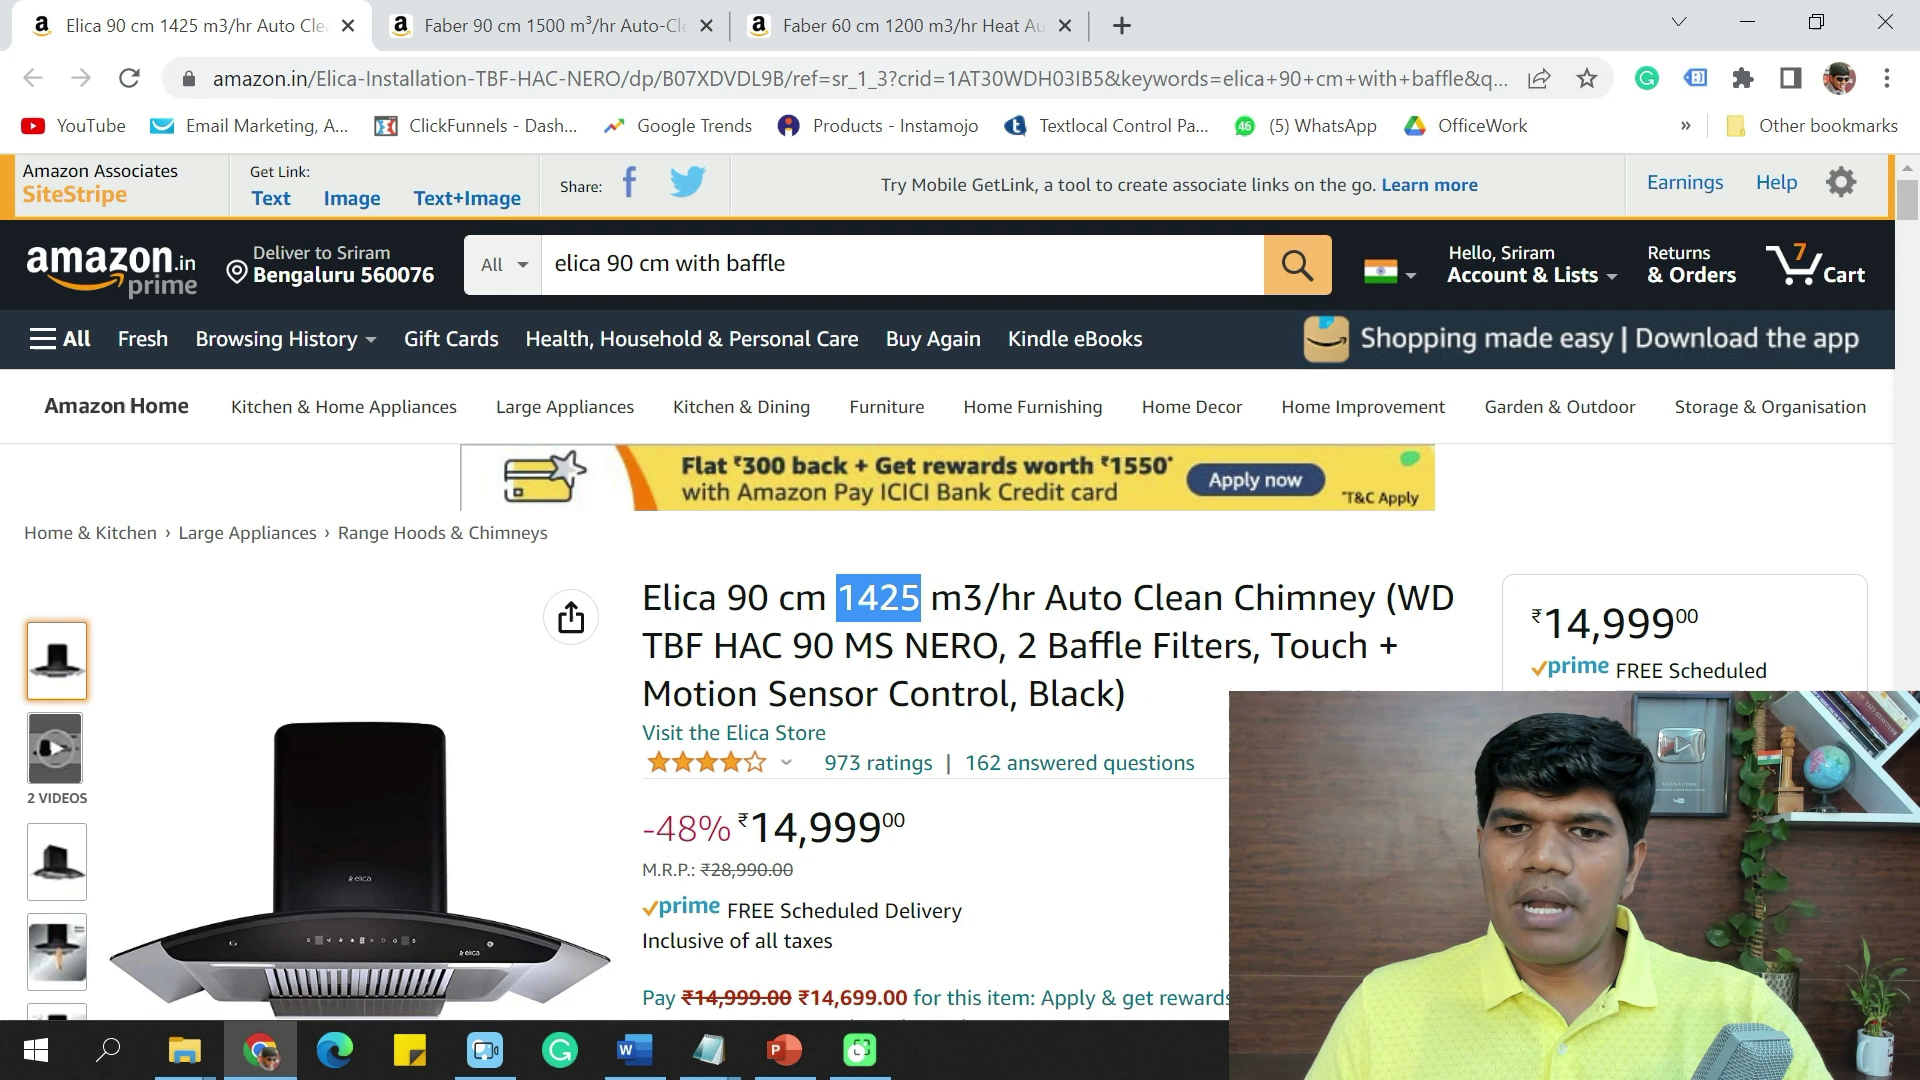 Elica 90 cm 1425 m3/hr Auto Clea
Faber 90 cm 1500 m³/hr Auto-Cle
Faber 60 cm 1200 m3/hr Heat Au
amazon.in/Elica-Installation-TBF-HAC-NERO/dp/B07XDVDL9B/ref=sr_1_3?crid=1AT30WDH03IB5&keywords=elica+90+cm+with+baffle&q...
YouTube
Email Marketing, A...
ClickFunnels - Dash...
Google Trends
Products - Instamojo
Textlocal Control Pa...
46
(5) WhatsApp
OfficeWork
»
Other bookmarks
Amazon Associates
SiteStripe
Get Link:
Text Image Text+Image
Share:
Try Mobile GetLink, a tool to create associate links on the go. Learn more
Earnings Help
amazon.in
prime
Deliver to Sriram
Bengaluru 560076
All
elica 90 cm with baffle
Hello, Sriram
Account & Lists
Returns
& Orders
7
Cart
All Fresh Browsing History Gift Cards Health, Household & Personal Care Buy Again Kindle eBooks
Shopping made easy | Download the app
Amazon Home Kitchen & Home Appliances Large Appliances Kitchen & Dining Furniture Home Furnishing Home Decor Home Improvement Garden & Outdoor Storage & Organisation
Flat ₹300 back + Get rewards worth ₹1550*
with Amazon Pay ICICI Bank Credit card
Apply now
*T&C Apply
Home & Kitchen › Large Appliances › Range Hoods & Chimneys
Elica 90 cm 1425 m3/hr Auto Clean Chimney (WD
TBF HAC 90 MS NERO, 2 Baffle Filters, Touch +
Motion Sensor Control, Black)
Visit the Elica Store
973 ratings | 162 answered questions
-48% ₹14,99900
M.R.P.: ₹28,990.00
prime FREE Scheduled Delivery
Inclusive of all taxes
Pay ₹14,999.00 ₹14,699.00 for this item: Apply & get rewards
₹14,99900
prime FREE Scheduled
2 VIDEOS
elica
elica